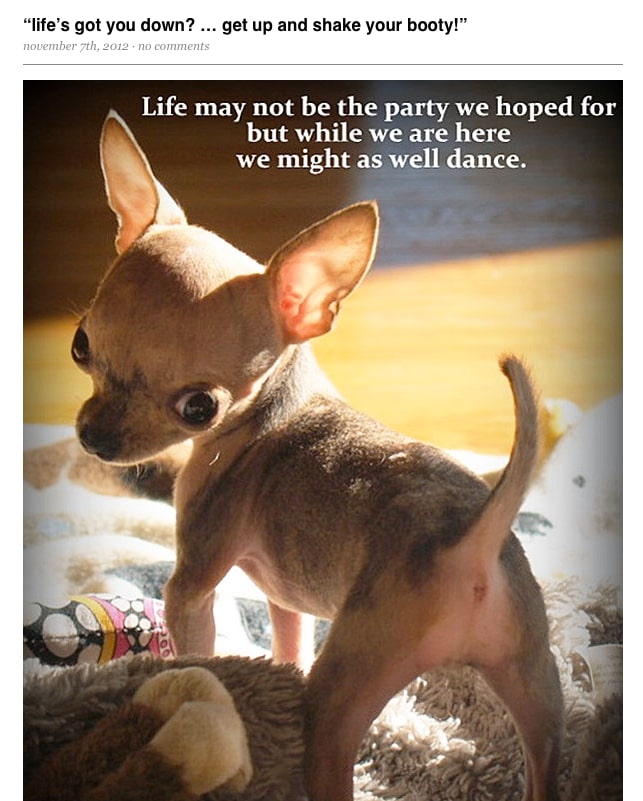 “life’s got you down? … get up and shake your booty!”
november 7th, 2012 · no comments
Life may not be the party we hoped for
but while we are here
we might as well dance.